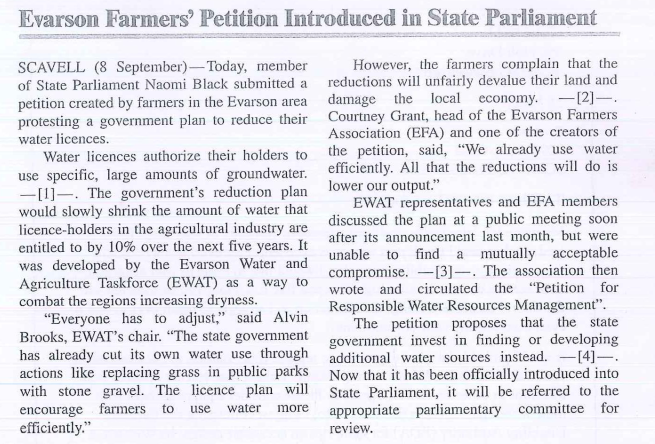 Evarson Farmers' Petition Introduced in State Parliament
SCAVELL (8 September)—Today, member
of State Parliament Naomi Black submitted a
petition created by farmers in the Evarson area
protesting a government plan to reduce their
water licences.
Water licences authorize their holders to
use specific, large amounts of groundwater.
—[1]—. The government's reduction plan
would slowly shrink the amount of water that
licence-holders in the agricultural industry are
entitled to by 10% over the next five years. It
was developed by the Evarson Water and
Agriculture Taskforce (EWAT) as a way to
combat the regions increasing dryness.
"Everyone has to adjust," said Alvin
Brooks, EWAT's chair. "The state government
has already cut its own water use through
actions like replacing grass in public parks
with stone gravel. The licence plan will
encourage farmers to use water more
efficiently."
However, the farmers complain that the
reductions will unfairly devalue their land and
damage the local economy. —[2]—.
Courtney Grant, head of the Evarson Farmers
Association (EFA) and one of the creators of
the petition, said, "We already use water
efficiently. All that the reductions will do is
lower our output."
EWAT representatives and EFA members
discussed the plan at a public meeting soon
after its announcement last month, but were
unable to find a mutually acceptable
compromise. —[3]—. The association then
wrote and circulated the "Petition for
Responsible Water Resources Management".
The petition proposes that the state
government invest in finding or developing
additional water sources instead. —[4]—.
Now that it has been officially introduced into
State Parliament, it will be referred to the
appropriate parliamentary committee for
review.